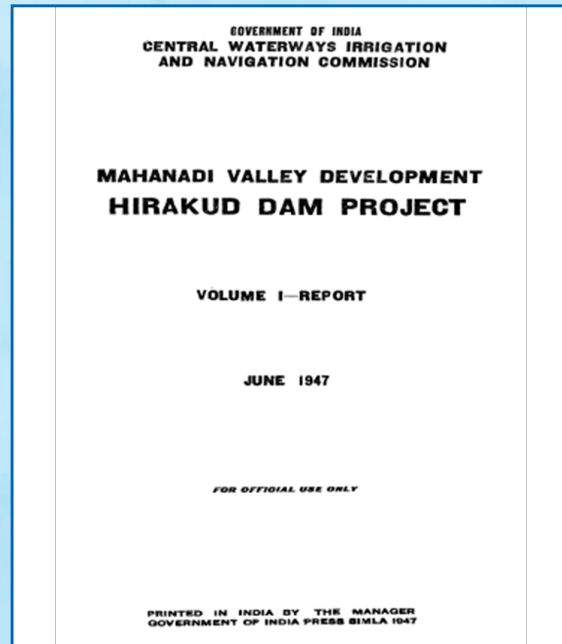 GOVERNMENT OF INDIA
CENTRAL WATERWAYS IRRIGATION
AND NAVIGATION COMMISSION
MAHANADI VALLEY DEVELOPMENT
HIRAKUD DAM PROJECT
VOLUME I—REPORT
JUNE 1947
FOR OFFICIAL USE ONLY
PRINTED IN INDIA BY THE MANAGER
GOVERNMENT OF INDIA PRESS SIMLA 1947